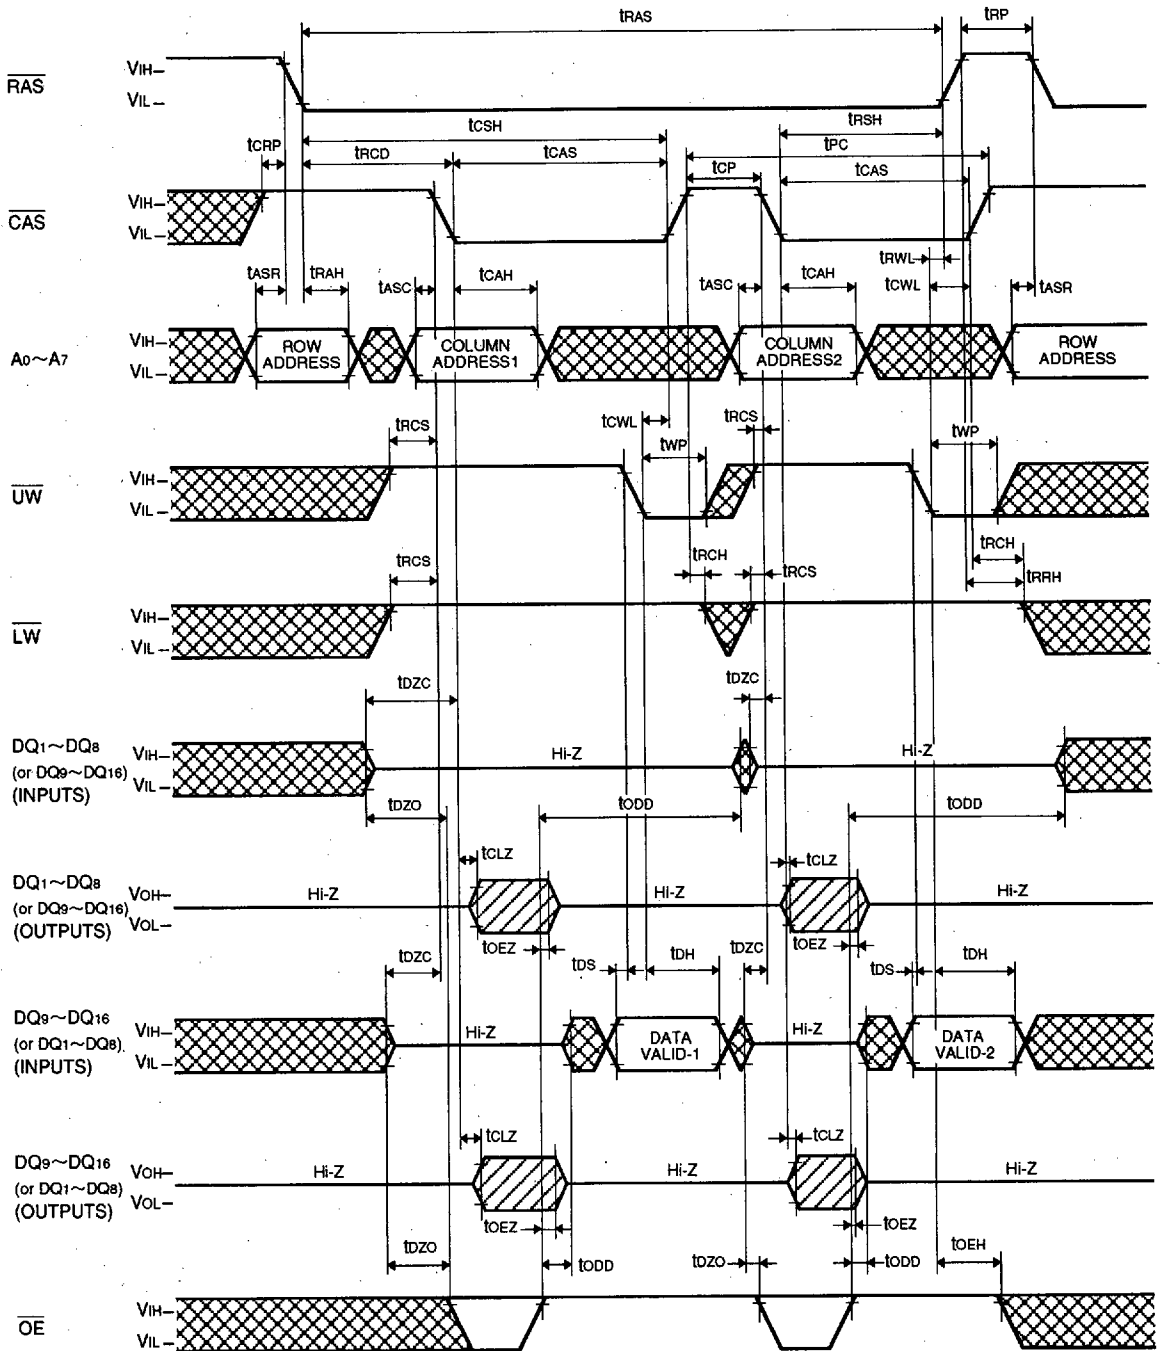 tRAS
tRP
RAS
VIH
VIL
tCSH
tRSH
tCRP
tRCD
tCAS
tPC
tCP
tCAS
CAS
VIH
VIL
tRWL
tASR
tRAH
tASC
tCAH
tASC
tCAH
tCWL
tASR
A0~A7
VIH
VIL
ROW
ADDRESS
COLUMN
ADDRESS1
COLUMN
ADDRESS2
ROW
ADDRESS
tRCS
tCWL
tWP
tRCS
tWP
UW
VIH
VIL
tRCS
tRCH
tRCS
tRCH
tRRH
LW
VIH
VIL
tDZC
tDZC
DQ1~DQ8
(or DQ9~DQ16)
(INPUTS)
VIH
VIL
Hi-Z
Hi-Z
tDZO
tODD
tODD
tCLZ
tCLZ
DQ1~DQ8
(or DQ9~DQ16)
(OUTPUTS)
VOH
VOL
Hi-Z
Hi-Z
Hi-Z
tOEZ
tOEZ
tDZC
tDS
tDH
tDZC
tDS
tDH
DQ9~DQ16
(or DQ1~DQ8)
(INPUTS)
VIH
VIL
Hi-Z
DATA
VALID-1
Hi-Z
DATA
VALID-2
tCLZ
tCLZ
DQ9~DQ16
(or DQ1~DQ8)
(OUTPUTS)
VOH
VOL
Hi-Z
Hi-Z
Hi-Z
tOEZ
tOEZ
tDZO
tODD
tDZO
tODD
tOEH
OE
VIH
VIL